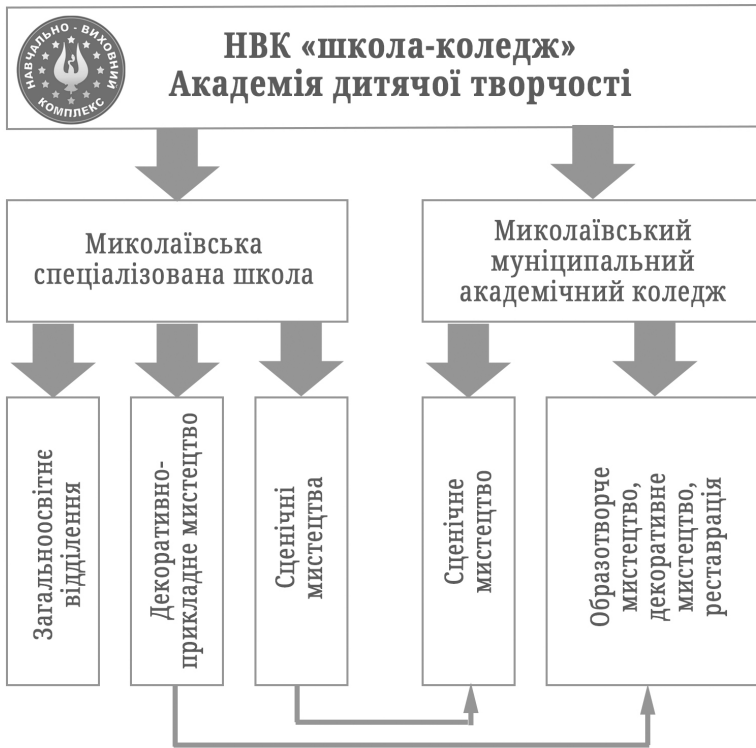 НАВЧАЛЬНО - ВИХОВНИЙ
КОМПЛЕКС
НВК «школа-коледж»
Академія дитячої творчості
Миколаївська
спеціалізована школа
Миколаївський
муніципальний
академічний коледж
Загальноосвітнє
відділення
Декоративно-
прикладне мистецтво
Сценічні
мистецтва
Сценічне
мистецтво
Образотворче
мистецтво,
декоративне
мистецтво,
реставрація